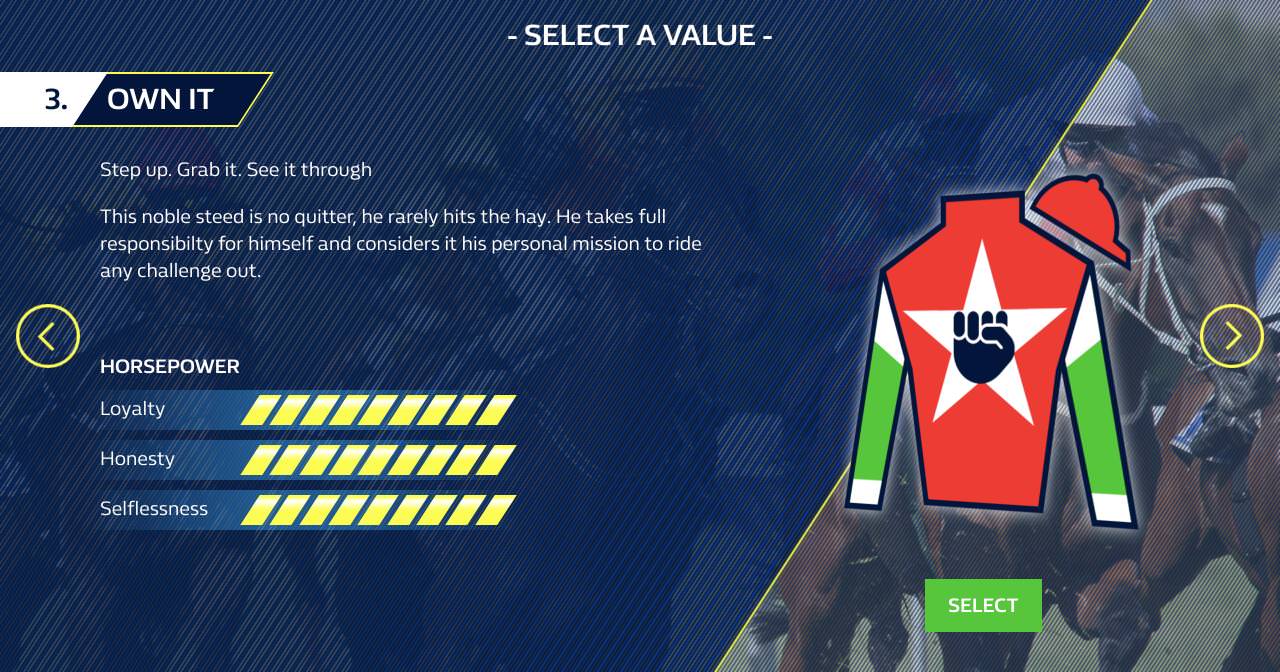 - SELECT A VALUE -
3. OWN IT
Step up. Grab it. See it through
This noble steed is no quitter, he rarely hits the hay. He takes full
responsibilty for himself and considers it his personal mission to ride
any challenge out.
HORSEPOWER
Loyalty
Honesty
Selflessness
SELECT